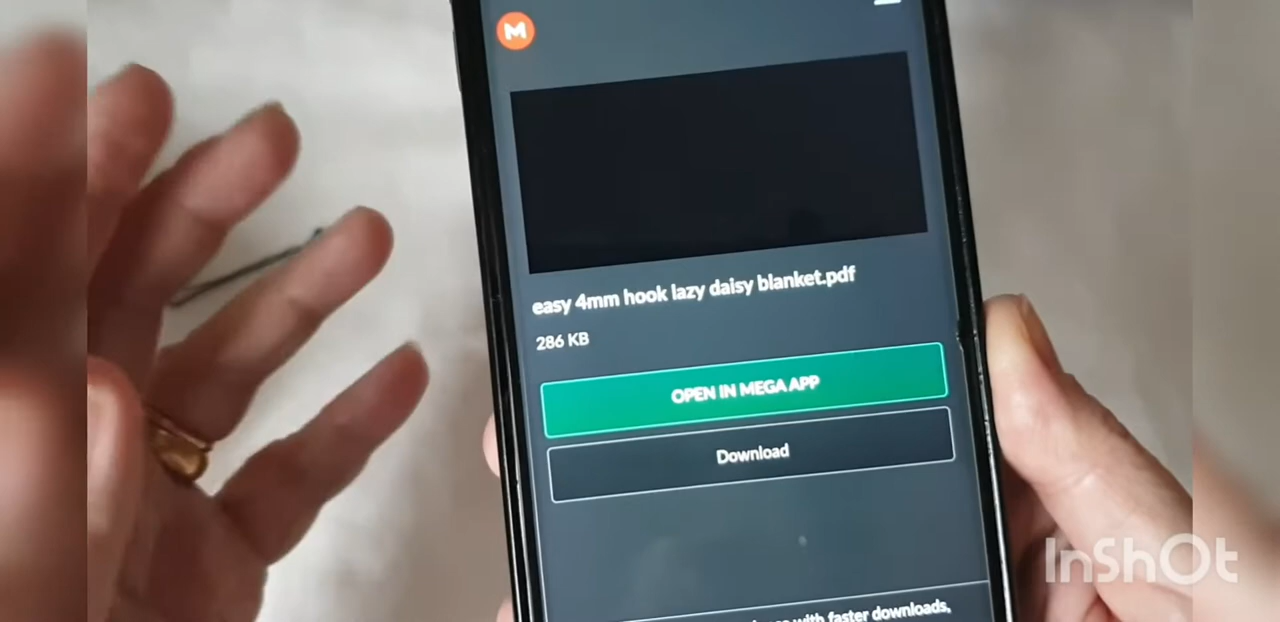 M
easy 4mm hook lazy daisy blanket.pdf
286 KB
OPEN IN MEGA APP
Download
with faster downloads,
InShOt